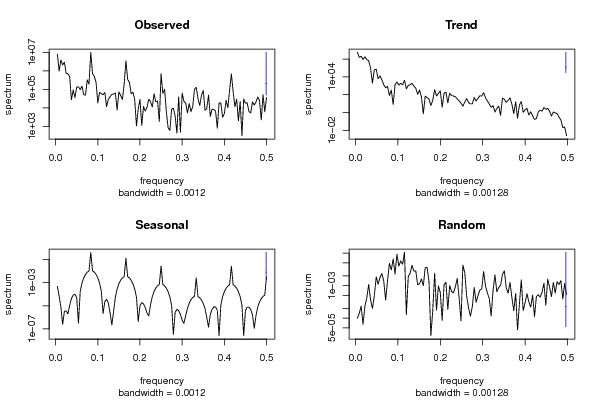 Observed
spectrum
1e+03 1e+05 1e+07
0.0 0.1 0.2 0.3 0.4 0.5
frequency
bandwidth = 0.0012
Trend
spectrum
1e-02 1e+04
0.0 0.1 0.2 0.3 0.4 0.5
frequency
bandwidth = 0.00128
Seasonal
spectrum
1e-07 1e-03
0.0 0.1 0.2 0.3 0.4 0.5
frequency
bandwidth = 0.0012
Random
spectrum
5e-05 1e-03
0.0 0.1 0.2 0.3 0.4 0.5
frequency
bandwidth = 0.00128